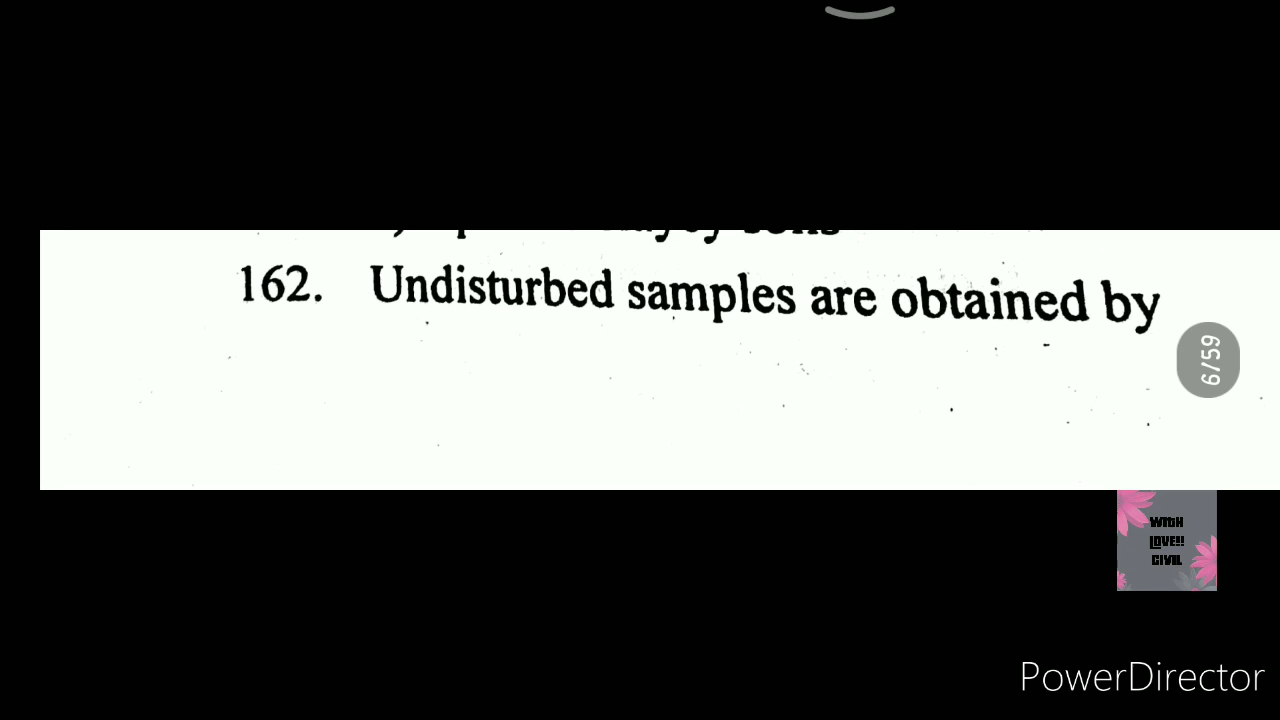 162. Undisturbed samples are obtained by
6/59
WITH
LOVE!!
CIVIL
PowerDirector